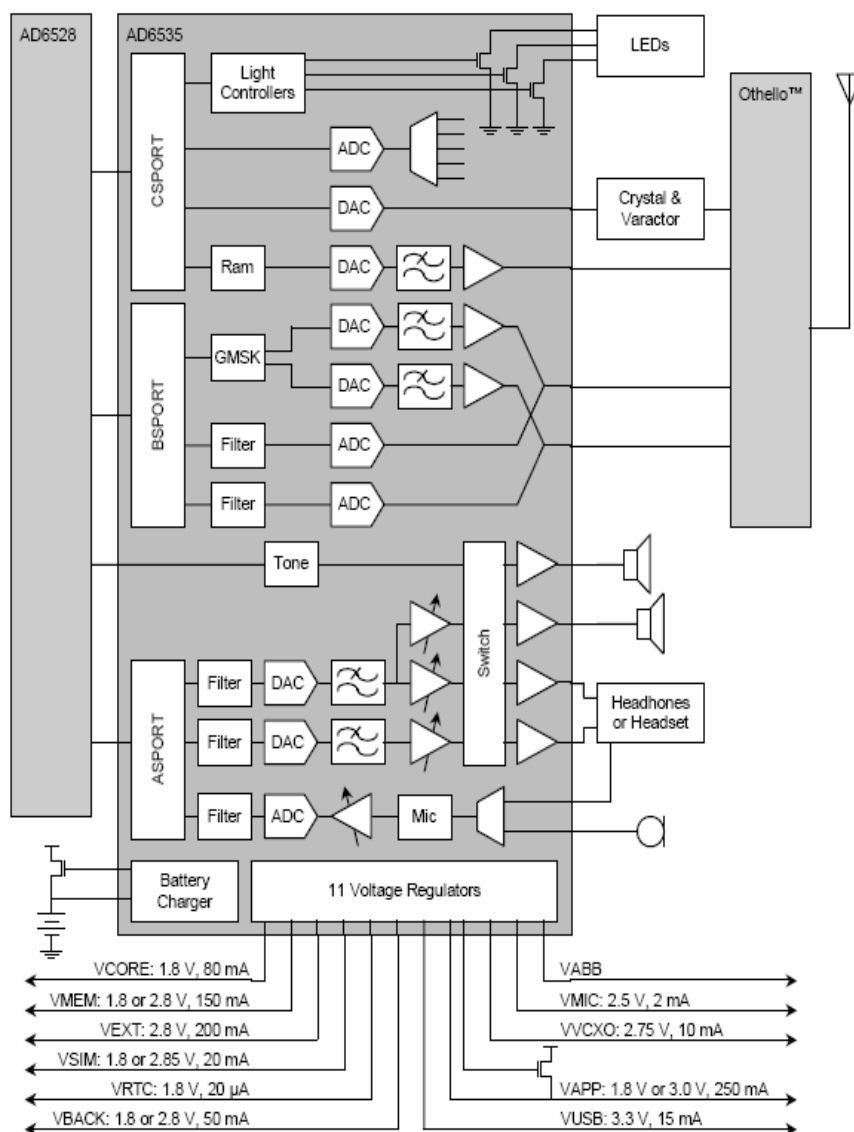 AD6528
AD6535
LEDs
Othello™
Light
Controllers
CSPORT
ADC
DAC
Crystal &
Varactor
Ram
DAC
DAC
GMSK
BSPORT
DAC
Filter
ADC
Filter
ADC
Tone
Switch
ASPORT
Filter
DAC
Headhones
or Headset
Filter
DAC
Filter
ADC
Mic
Battery
Charger
11 Voltage Regulators
VCORE: 1.8 V, 80 mA
VABB
VMEM: 1.8 or 2.8 V, 150 mA
VMIC: 2.5 V, 2 mA
VEXT: 2.8 V, 200 mA
VVCXO: 2.75 V, 10 mA
VSIM: 1.8 or 2.85 V, 20 mA
VRTC: 1.8 V, 20 µA
VAPP: 1.8 V or 3.0 V, 250 mA
VBACK: 1.8 or 2.8 V, 50 mA
VUSB: 3.3 V, 15 mA